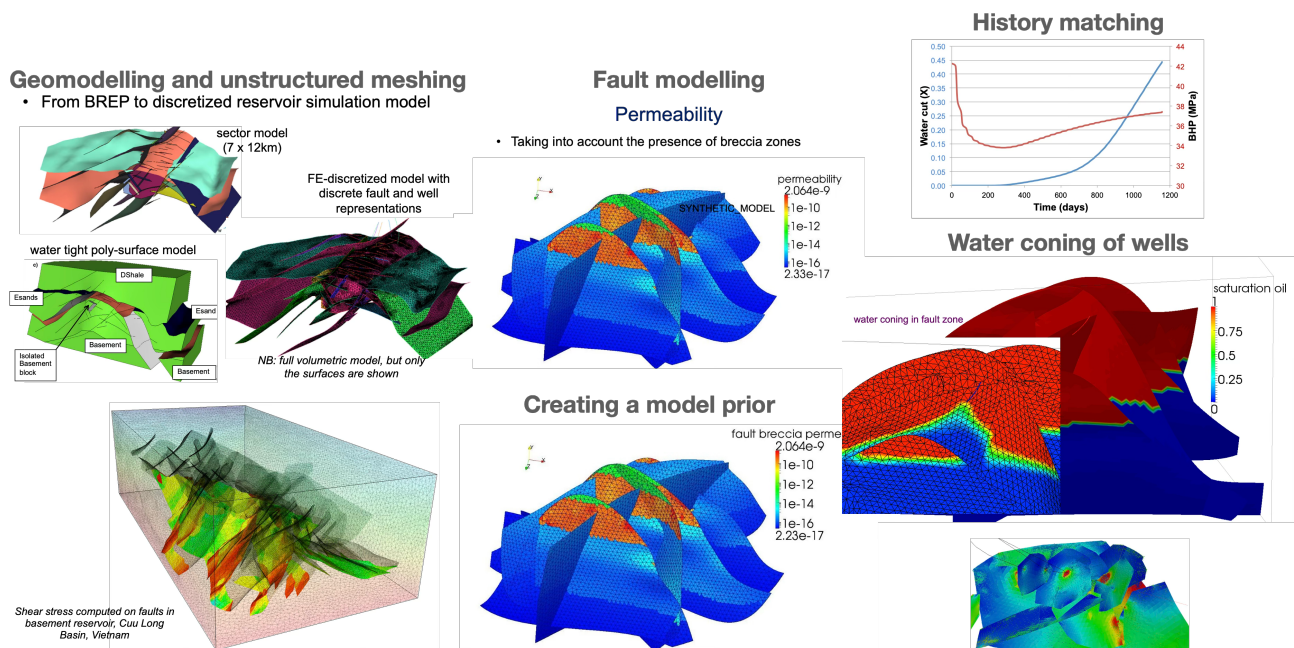 Geomodelling and unstructured meshing
• From BREP to discretized reservoir simulation model
sector model
(7 x 12km)
FE-discretized model with
discrete fault and well
representations
water tight poly-surface model
e)
DShale
Esands
Esand
Basement
Isolated
Basement
block
Basement
NB: full volumetric model, but only
the surfaces are shown
Shear stress computed on faults in
basement reservoir, Cuu Long
Basin, Vietnam
Fault modelling
Permeability
• Taking into account the presence of breccia zones
permeability
2.064e-9
SYNTHETIC_MODEL
1e-10
1e-12
1e-14
1e-16
2.33e-17
Creating a model prior
fault breccia perme
2.064e-9
1e-10
1e-12
1e-14
1e-16
2.23e-17
History matching
0.50
0.45
0.40
0.35
0.30
0.25
0.20
0.15
0.10
0.05
0.00
Water cut (X)
44
42
40
38
36
34
32
30
BHP (MPa)
0
200
400
600
800
1000
1200
Time (days)
Water coning of wells
saturation oil
1
0.75
0.5
0.25
0
water coning in fault zone